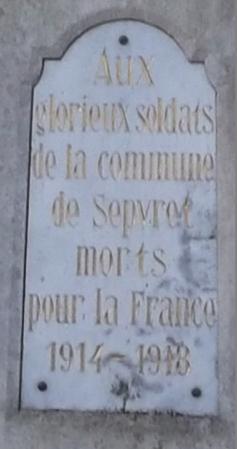 Aux
glorieux soldats
de la commune
de Sepvret
morts
pour la France
1914-1918